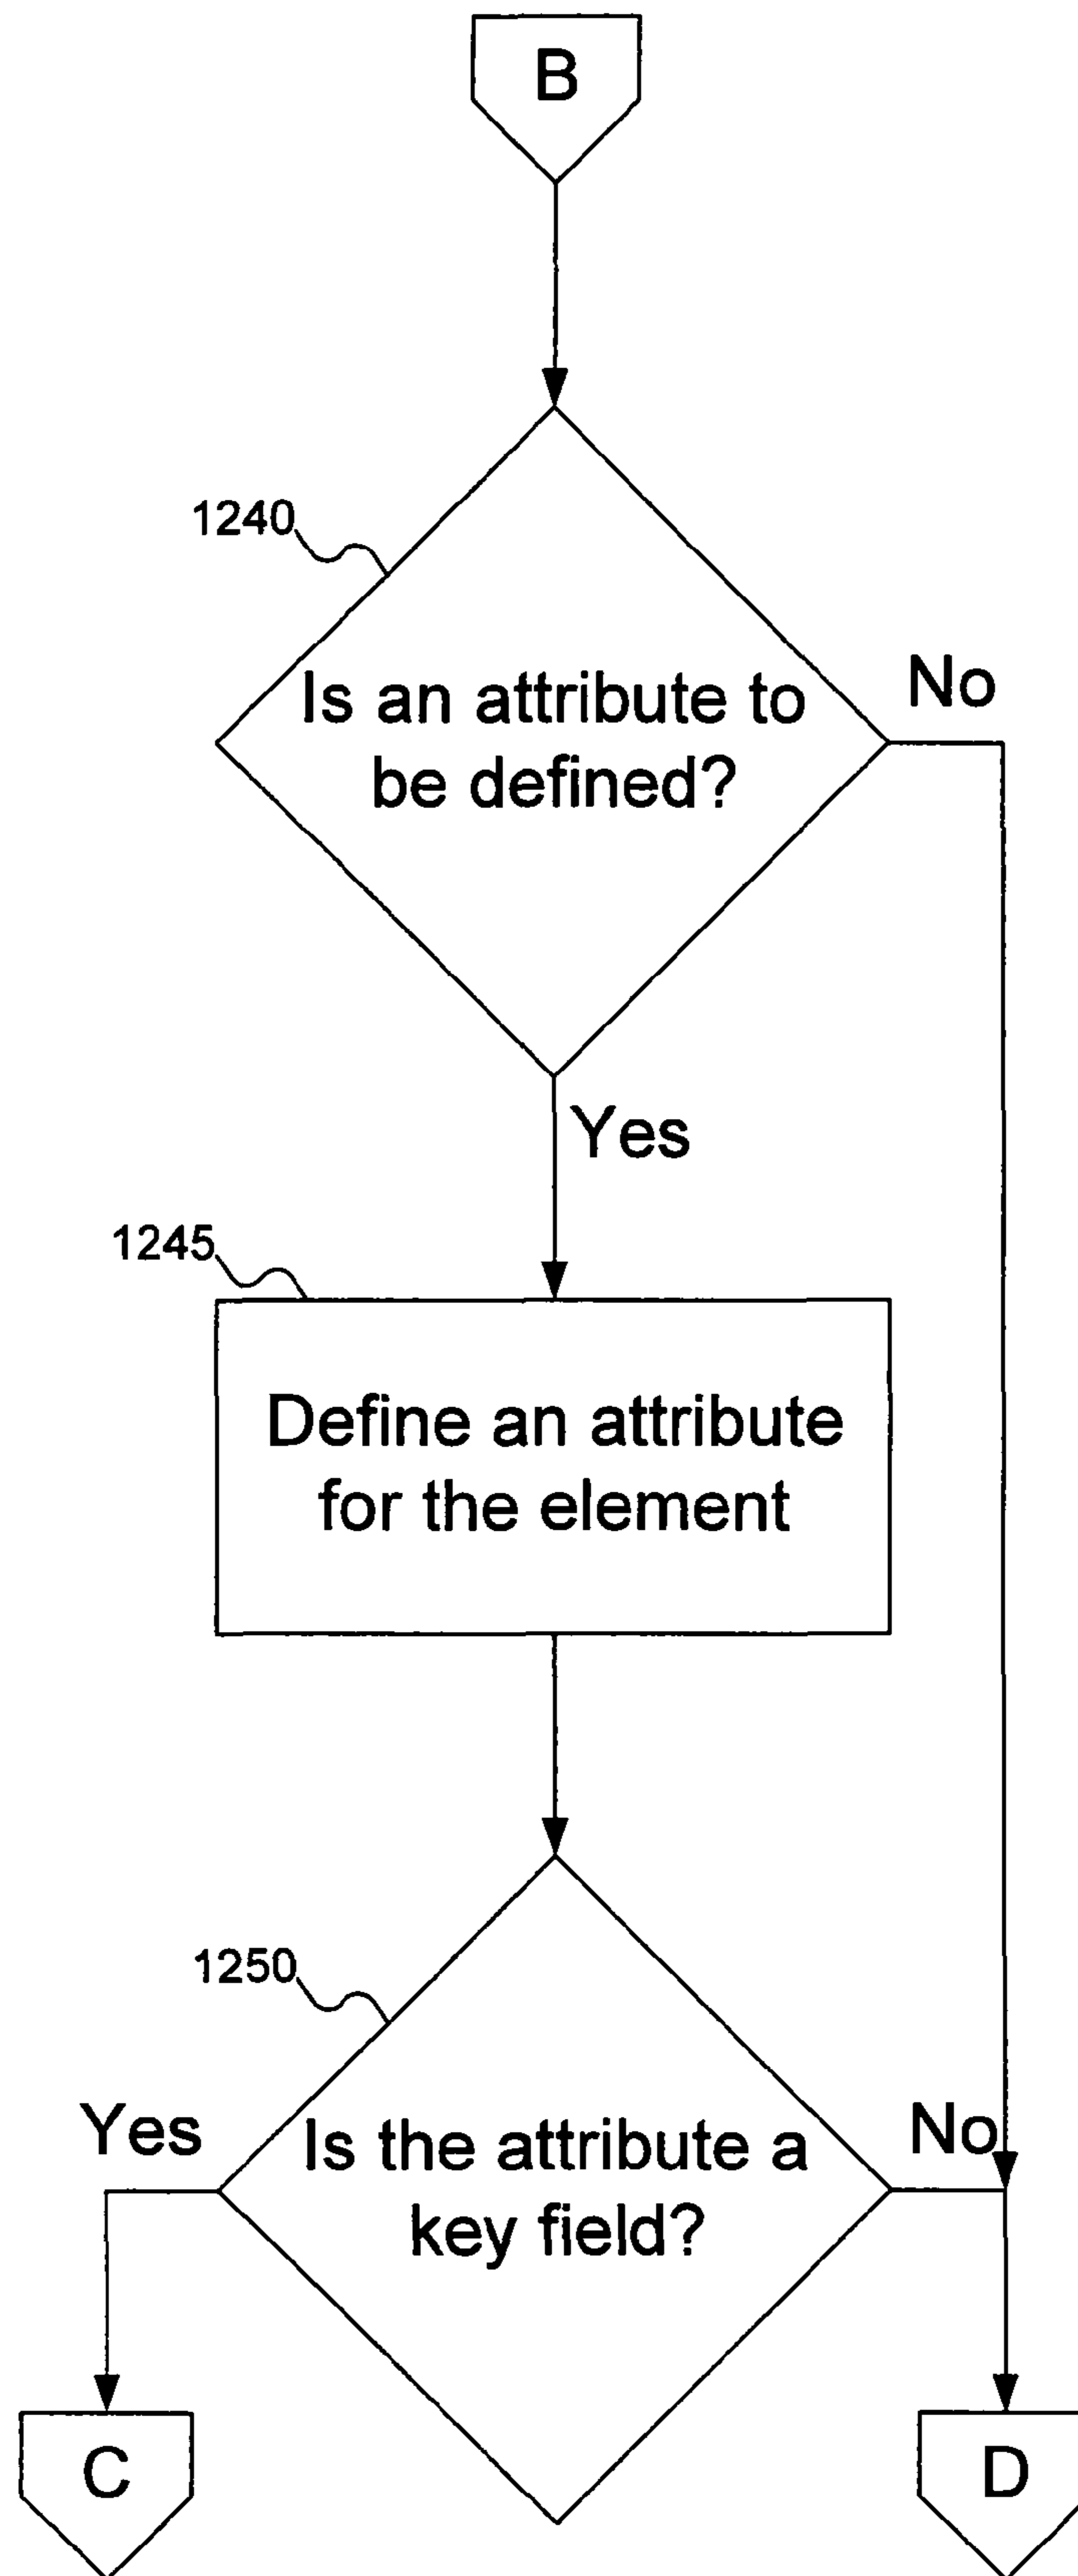 B
1240
Is an attribute to
be defined?
No
Yes
1245
Define an attribute
for the element
1250
Yes
Is the attribute a
key field?
No
C
D